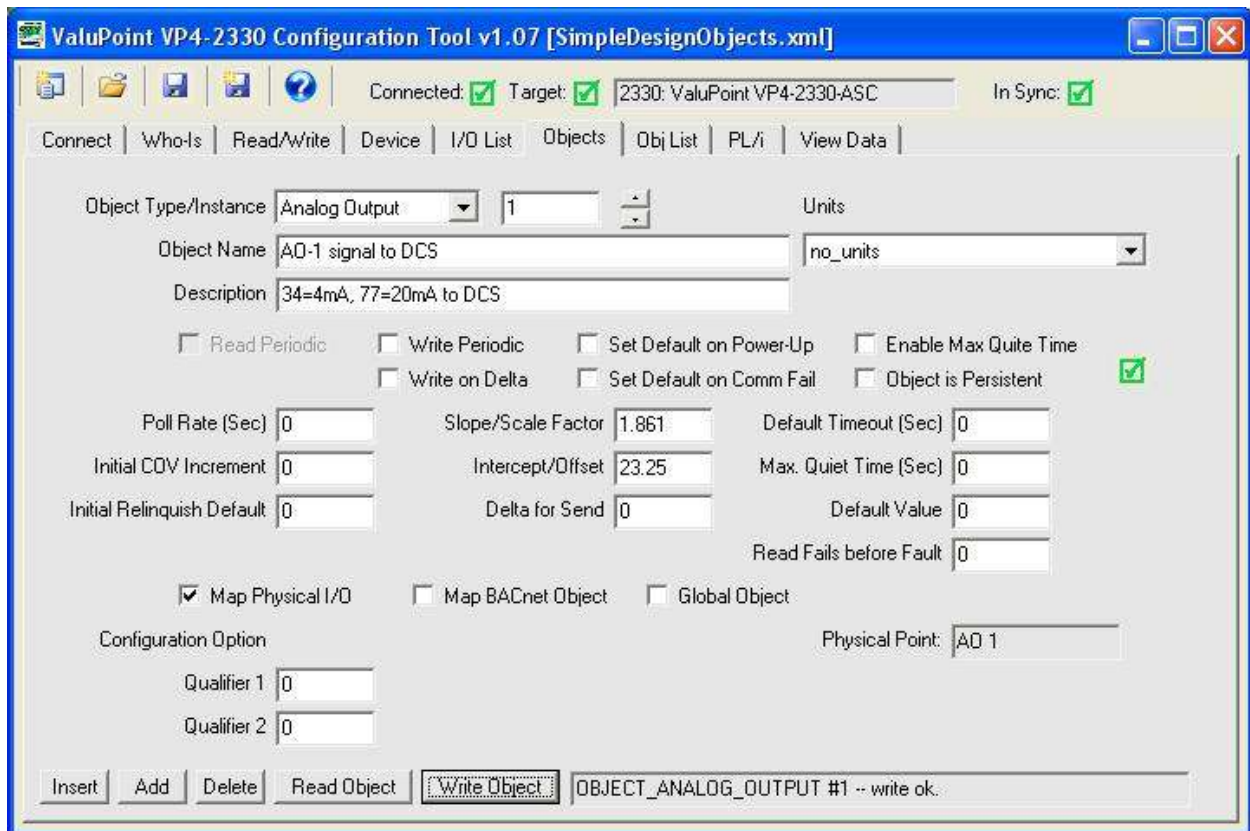 ValuPoint VP4-2330 Configuration Tool v1.07 [SimpleDesignObjects.xml]
Connected: Target: 2330: ValuPoint VP4-2330-ASC In Sync:
Connect Who-Is Read/Write Device I/O List Objects Obj List PL/i View Data
Object Type/Instance Analog Output 1 Units
Object Name AO-1 signal to DCS no_units
Description 34=4mA, 77=20mA to DCS
Read Periodic Write Periodic Set Default on Power-Up Enable Max Quite Time
Write on Delta Set Default on Comm Fail Object is Persistent
Poll Rate (Sec) 0 Slope/Scale Factor 1.861 Default Timeout (Sec) 0
Initial COV Increment 0 Intercept/Offset 23.25 Max. Quiet Time (Sec) 0
Initial Relinquish Default 0 Delta for Send 0 Default Value 0
Read Fails before Fault 0
Map Physical I/O Map BACnet Object Global Object
Configuration Option Physical Point: AO 1
Qualifier 1 0
Qualifier 2 0
Insert Add Delete Read Object Write Object OBJECT_ANALOG_OUTPUT #1 -- write ok.